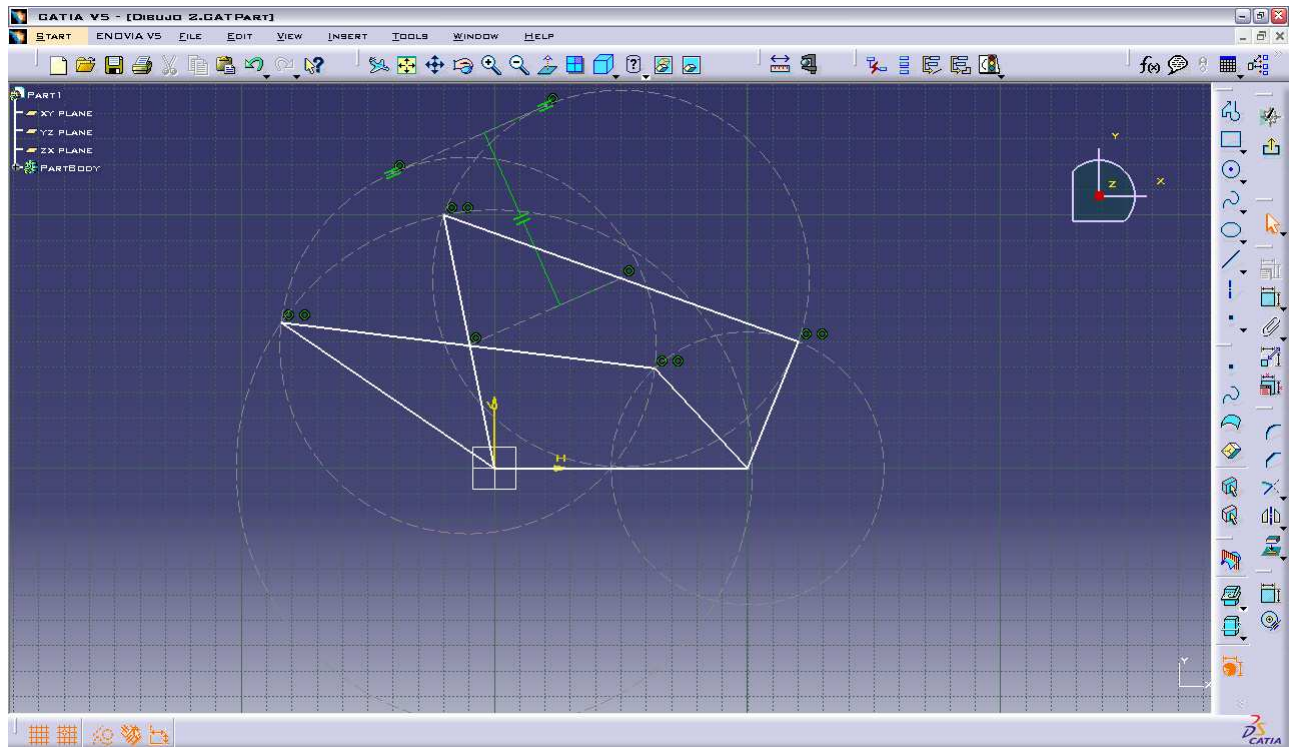 CATIA V5 - [Dibujo 2.CATPart]
START ENOVIA V5 FILE EDIT VIEW INSERT TOOLS WINDOW HELP
f(x)
PART1
XY PLANE
YZ PLANE
ZX PLANE
PARTBODY
Y
X
Z
V
H
Y
X
CATIA